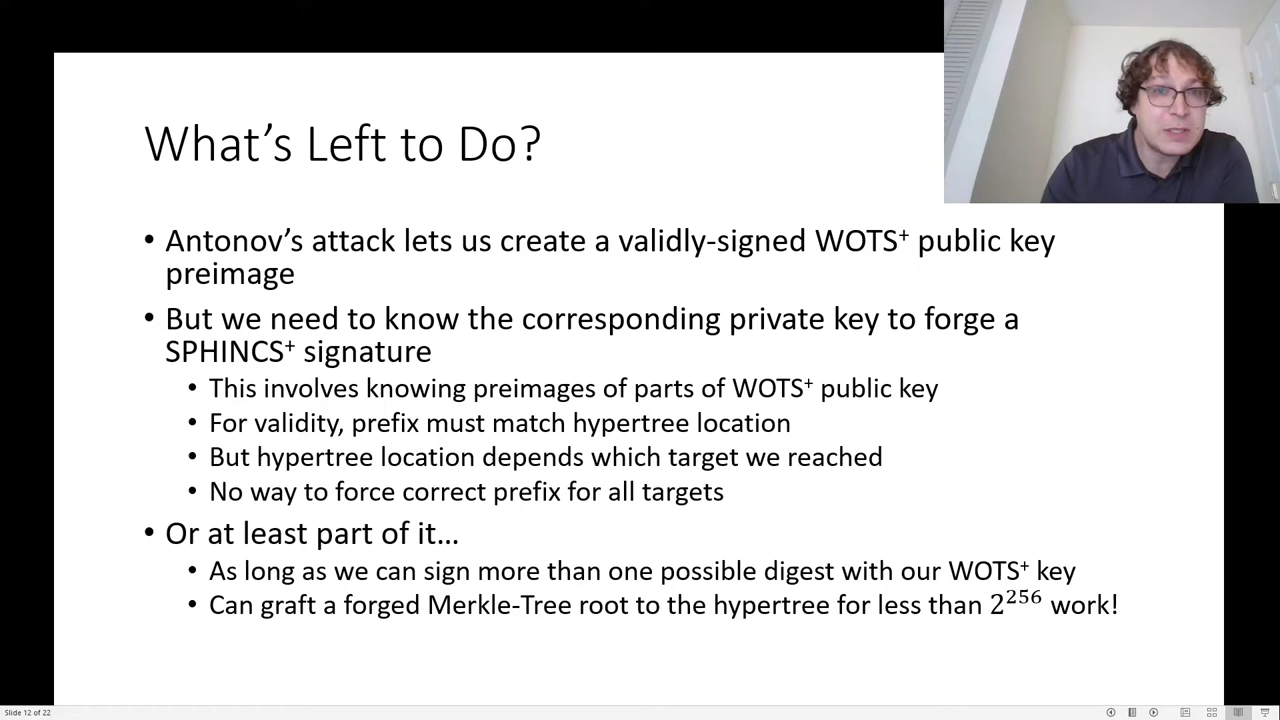 What's Left to Do?
• Antonov's attack lets us create a validly-signed WOTS⁺ public key
preimage
• But we need to know the corresponding private key to forge a
SPHINCS⁺ signature
• This involves knowing preimages of parts of WOTS⁺ public key
• For validity, prefix must match hypertree location
• But hypertree location depends which target we reached
• No way to force correct prefix for all targets
• Or at least part of it…
• As long as we can sign more than one possible digest with our WOTS⁺ key
• Can graft a forged Merkle-Tree root to the hypertree for less than 2²⁵⁶ work!
Slide 12 of 22